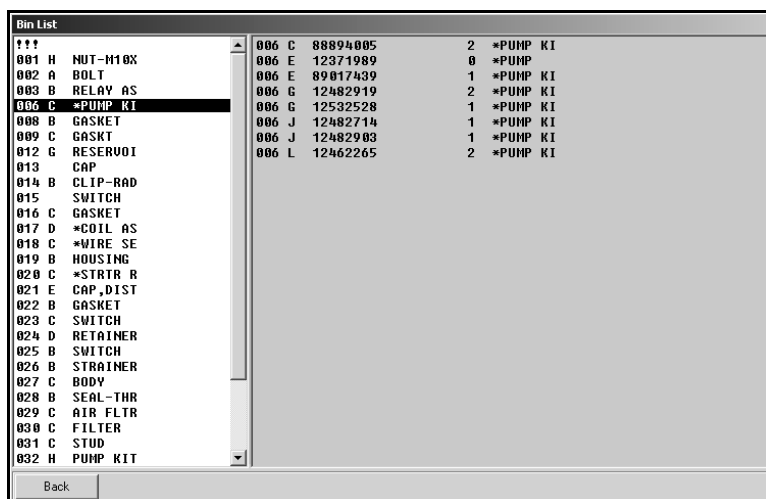 Bin List
!!!
001 H NUT-M10X
002 A BOLT
003 B RELAY AS
006 C *PUMP KI
008 B GASKET
009 C GASKT
012 G RESERVOI
013 CAP
014 B CLIP-RAD
015 SWITCH
016 C GASKET
017 D *COIL AS
018 C *WIRE SE
019 B HOUSING
020 C *STRTR R
021 E CAP,DIST
022 B GASKET
023 C SWITCH
024 D RETAINER
025 B SWITCH
026 B STRAINER
027 C BODY
028 B SEAL-THR
029 C AIR FLTR
030 C FILTER
031 C STUD
032 H PUMP KIT
006 C 88894005 2 *PUMP KI
006 E 12371989 0 *PUMP
006 E 89017439 1 *PUMP KI
006 G 12482919 2 *PUMP KI
006 G 12532528 1 *PUMP KI
006 J 12482714 1 *PUMP KI
006 J 12482903 1 *PUMP KI
006 L 12462265 2 *PUMP KI
Back